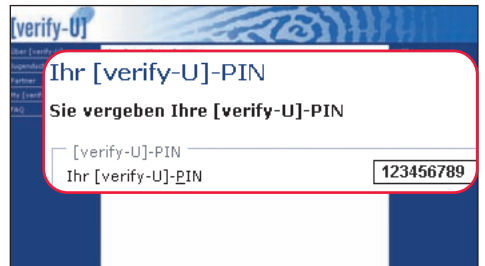 [verify-U]
Über [verify-U]
Jugendsch
Partner
My [verif
FAQ
Ihr [verify-U]-PIN
Sie vergeben Ihre [verify-U]-PIN
[verify-U]-PIN
Ihr [verify-U]-PIN
123456789